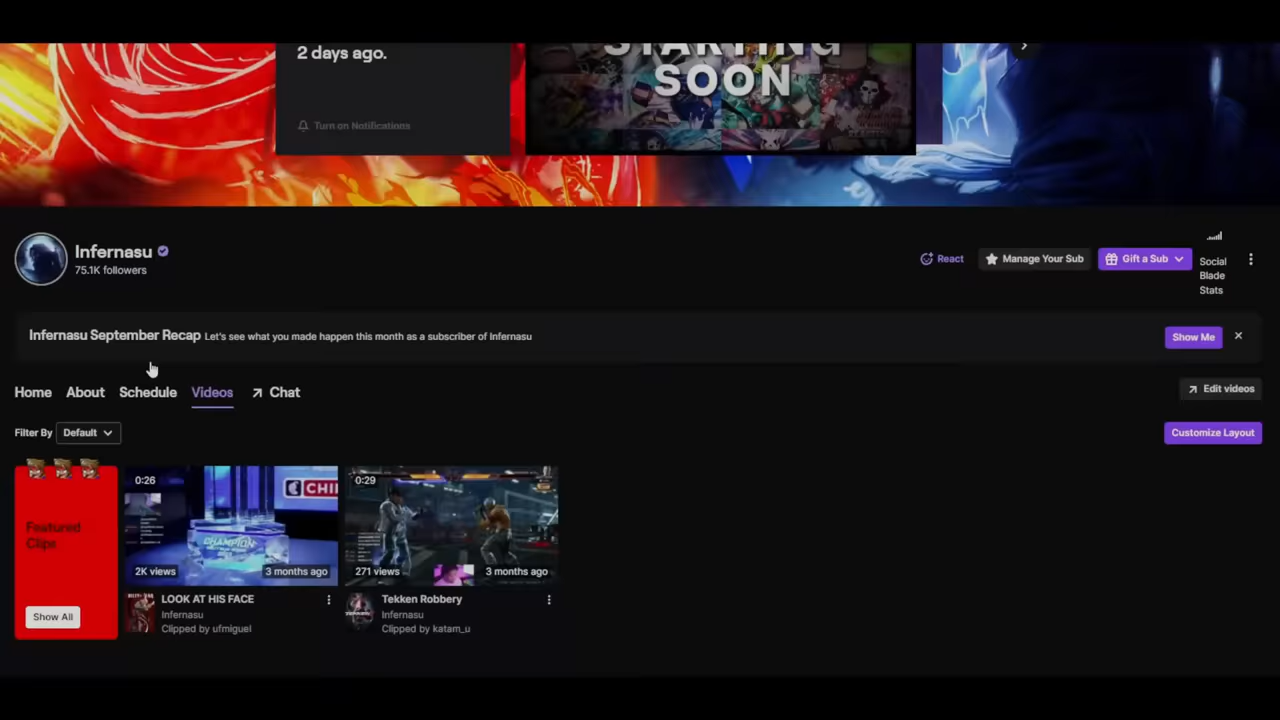 2 days ago.
Turn on Notifications
STARTING
SOON
Infernasu
75.1K followers
React
Manage Your Sub
Gift a Sub
Social
Blade
Stats
Infernasu September Recap Let's see what you made happen this month as a subscriber of Infernasu
Show Me
Home About Schedule Videos Chat
Edit videos
Filter By Default
Customize Layout
Featured
Clips
Show All
0:26
CHI
CHAMPION
2K views
3 months ago
LOOK AT HIS FACE
Infernasu
Clipped by ufmiguel
0:29
271 views
3 months ago
Tekken Robbery
Infernasu
Clipped by katam_u